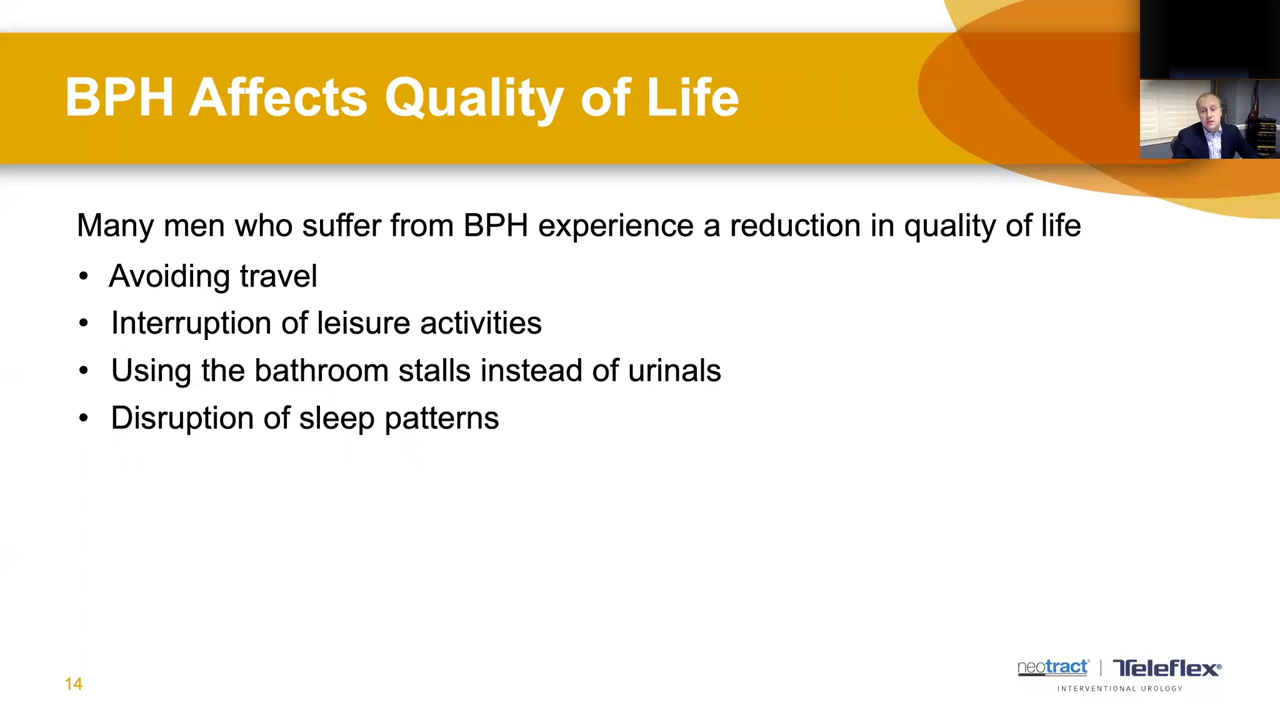 BPH Affects Quality of Life
Many men who suffer from BPH experience a reduction in quality of life
• Avoiding travel
• Interruption of leisure activities
• Using the bathroom stalls instead of urinals
• Disruption of sleep patterns
14
neotract® | Teleflex®
INTERVENTIONAL UROLOGY